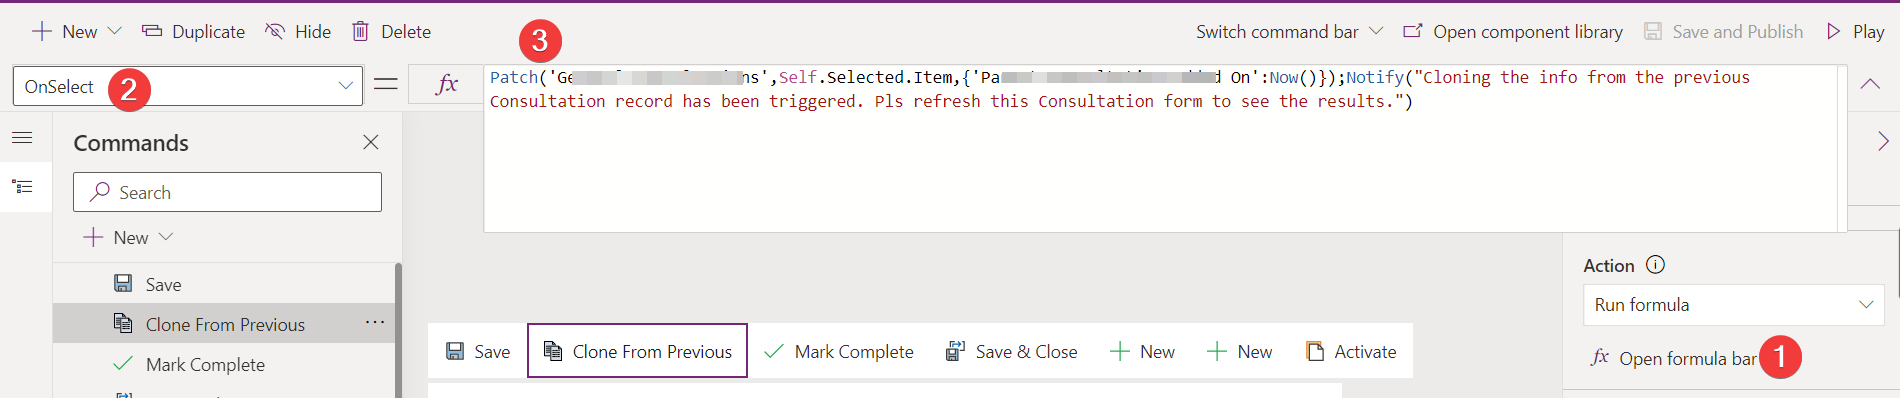 New
Duplicate
Hide
Delete
3
Switch command bar
Open component library
Save and Publish
Play
OnSelect
2
=
fx
Patch('Ge ns',Self.Selected.Item,{'Pa d On':Now()});Notify("Cloning the info from the previous
Consultation record has been triggered. Pls refresh this Consultation form to see the results.")
Commands
Search
New
Save
Clone From Previous
...
Mark Complete
Save
Clone From Previous
Mark Complete
Save & Close
New
New
Activate
Action
Run formula
fx Open formula bar
1